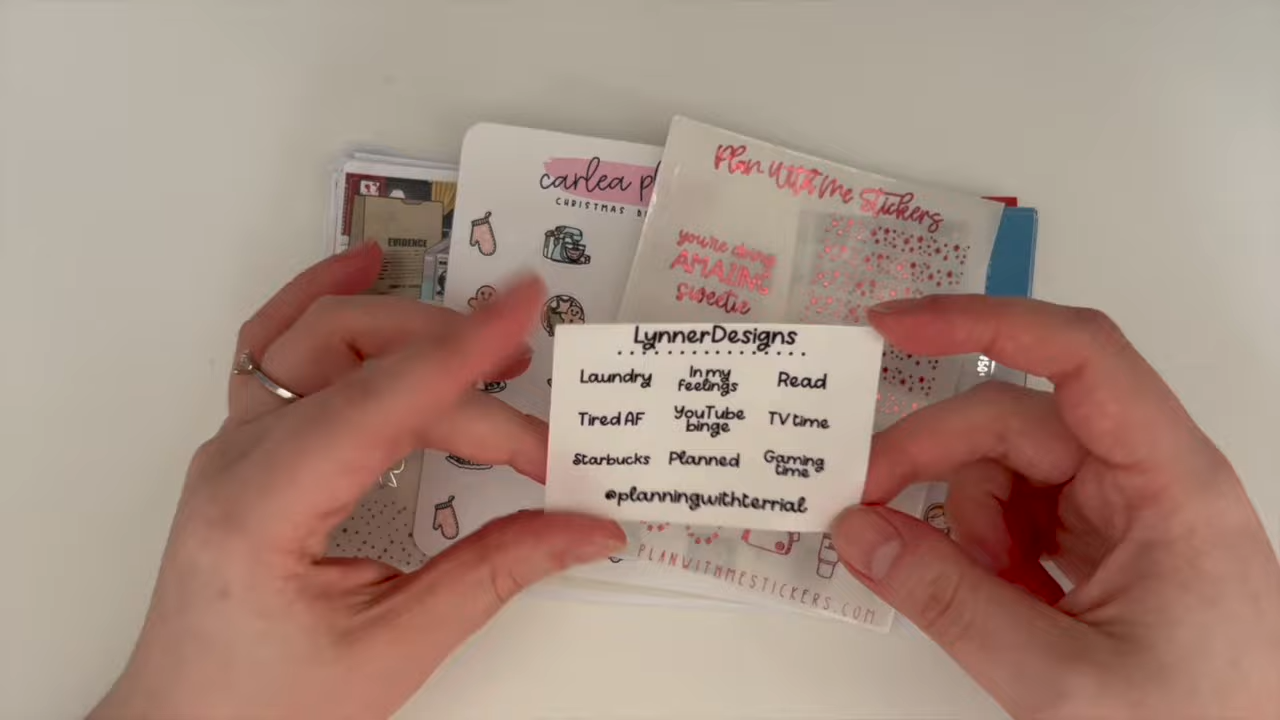 Plan With Me Stickers
carlea
CHRISTMAS
EVIDENCE
you're doing
AMAZING
sweetie
LynnerDesigns
Laundry
In my
feelings
Read
Tired AF
YouTube
binge
TV time
Starbucks
Planned
Gaming
time
@planningwithterrial
PLANWITHMESTICKERS.COM